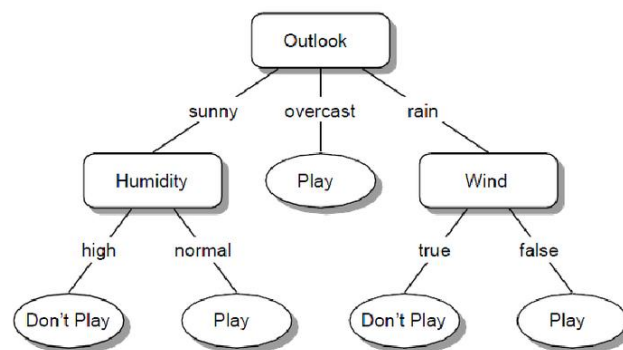 Outlook
sunny overcast rain
Humidity Play Wind
high normal true false
Don't Play Play Don't Play Play